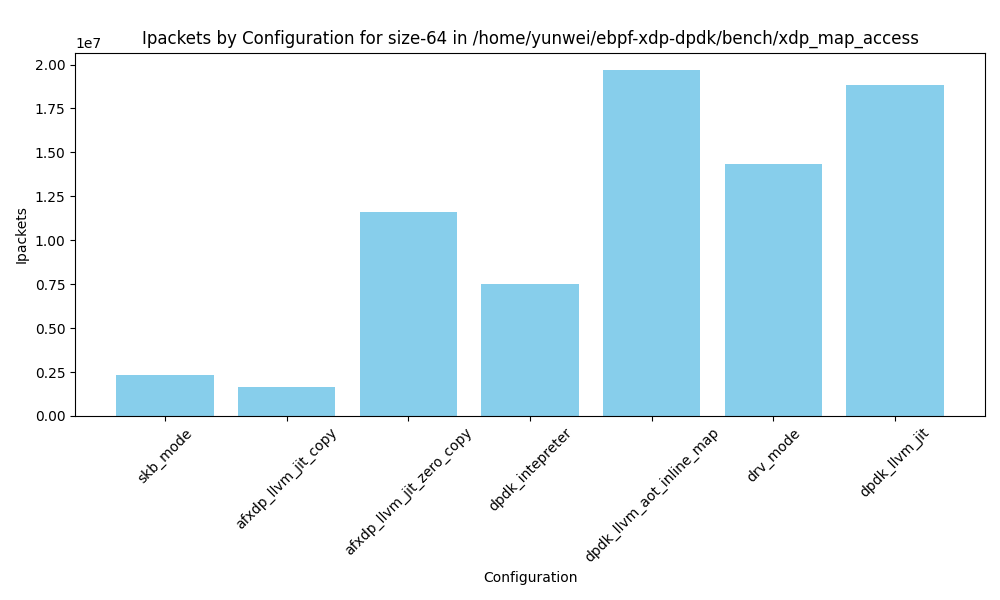 Ipackets by Configuration for size-64 in /home/yunwei/ebpf-xdp-dpdk/bench/xdp_map_access
1e7
2.00
1.75
1.50
1.25
1.00
0.75
0.50
0.25
0.00
Ipackets
skb_mode
afxdp_llvm_jit_copy
afxdp_llvm_jit_zero_copy
dpdk_intepreter
dpdk_llvm_aot_inline_map
drv_mode
dpdk_llvm_jit
Configuration